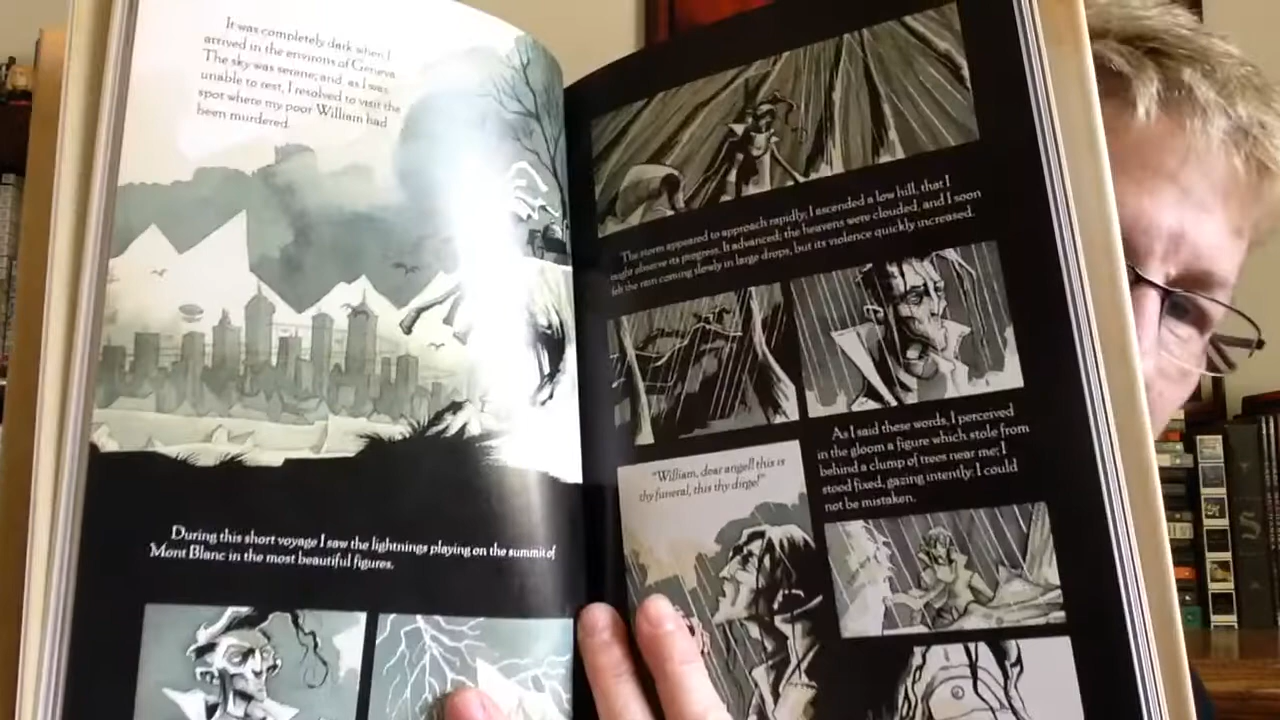 It was completely dark when I
arrived in the environs of Geneva
The sky was serene; and, as I was
unable to rest, I resolved to visit the
spot where my poor William had
been murdered.
During this short voyage I saw the lightnings playing on the summit of
Mont Blanc in the most beautiful figures.
The storm appeared to approach rapidly; I ascended a low hill, that I
might observe its progress. It advanced; the heavens were clouded, and I soon
felt the rain coming slowly in large drops, but its violence quickly increased.
"William, dear angel! this is
thy funeral, this thy dirge!"
As I said these words, I perceived
in the gloom a figure which stole from
behind a clump of trees near me; I
stood fixed, gazing intently: I could
not be mistaken.